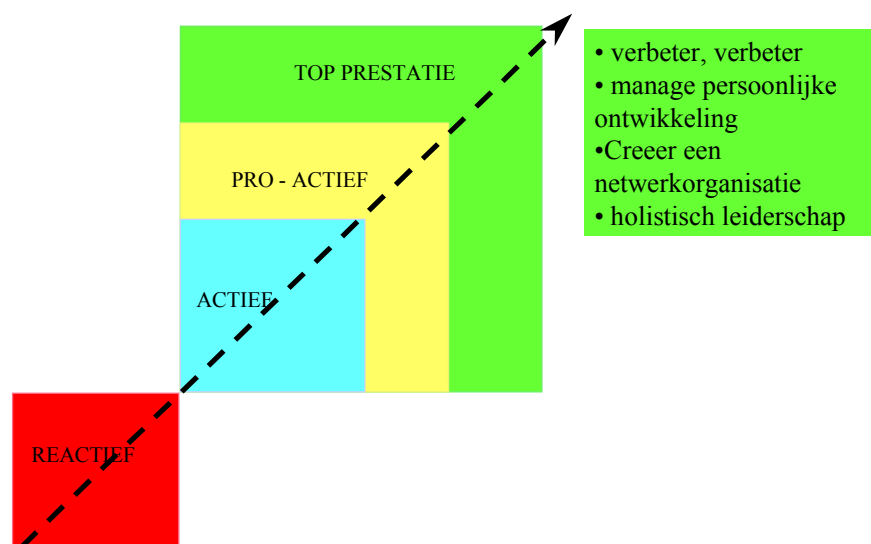 TOP PRESTATIE
PRO - ACTIEF
ACTIEF
REACTIEF
• verbeter, verbeter
• manage persoonlijke
ontwikkeling
•Creeer een
netwerkorganisatie
• holistisch leiderschap